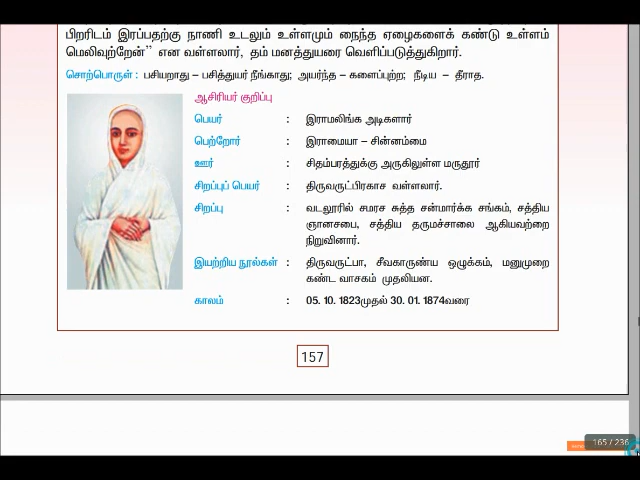 பிறரிடம் இரப்பதற்கு நாணி உடலும் உள்ளமும் நைந்த ஏழைகளைக் கண்டு உள்ளம்
மெலிவுற்றேன்” என வள்ளலார், தம் மனத்துயரை வெளிப்படுத்துகிறார்.
சொற்பொருள் : பசியறாது – பசித்துயர் நீங்காது; அயர்ந்த – களைப்புற்ற; நீடிய – தீராத.
ஆசிரியர் குறிப்பு
பெயர் : இராமலிங்க அடிகளார்
பெற்றோர் : இராமையா – சின்னம்மை
ஊர் : சிதம்பரத்துக்கு அருகிலுள்ள மருதூர்
சிறப்புப் பெயர் : திருவருட்பிரகாச வள்ளலார்.
சிறப்பு : வடலூரில் சமரச சுத்த சன்மார்க்க சங்கம், சத்திய
ஞானசபை, சத்திய தருமச்சாலை ஆகியவற்றை
நிறுவினார்.
இயற்றிய நூல்கள் : திருவருட்பா, சீவகாருண்ய ஒழுக்கம், மனுமுறை
கண்ட வாசகம் முதலியன.
காலம் : 05. 10. 1823முதல் 30. 01. 1874வரை
157
165 / 236